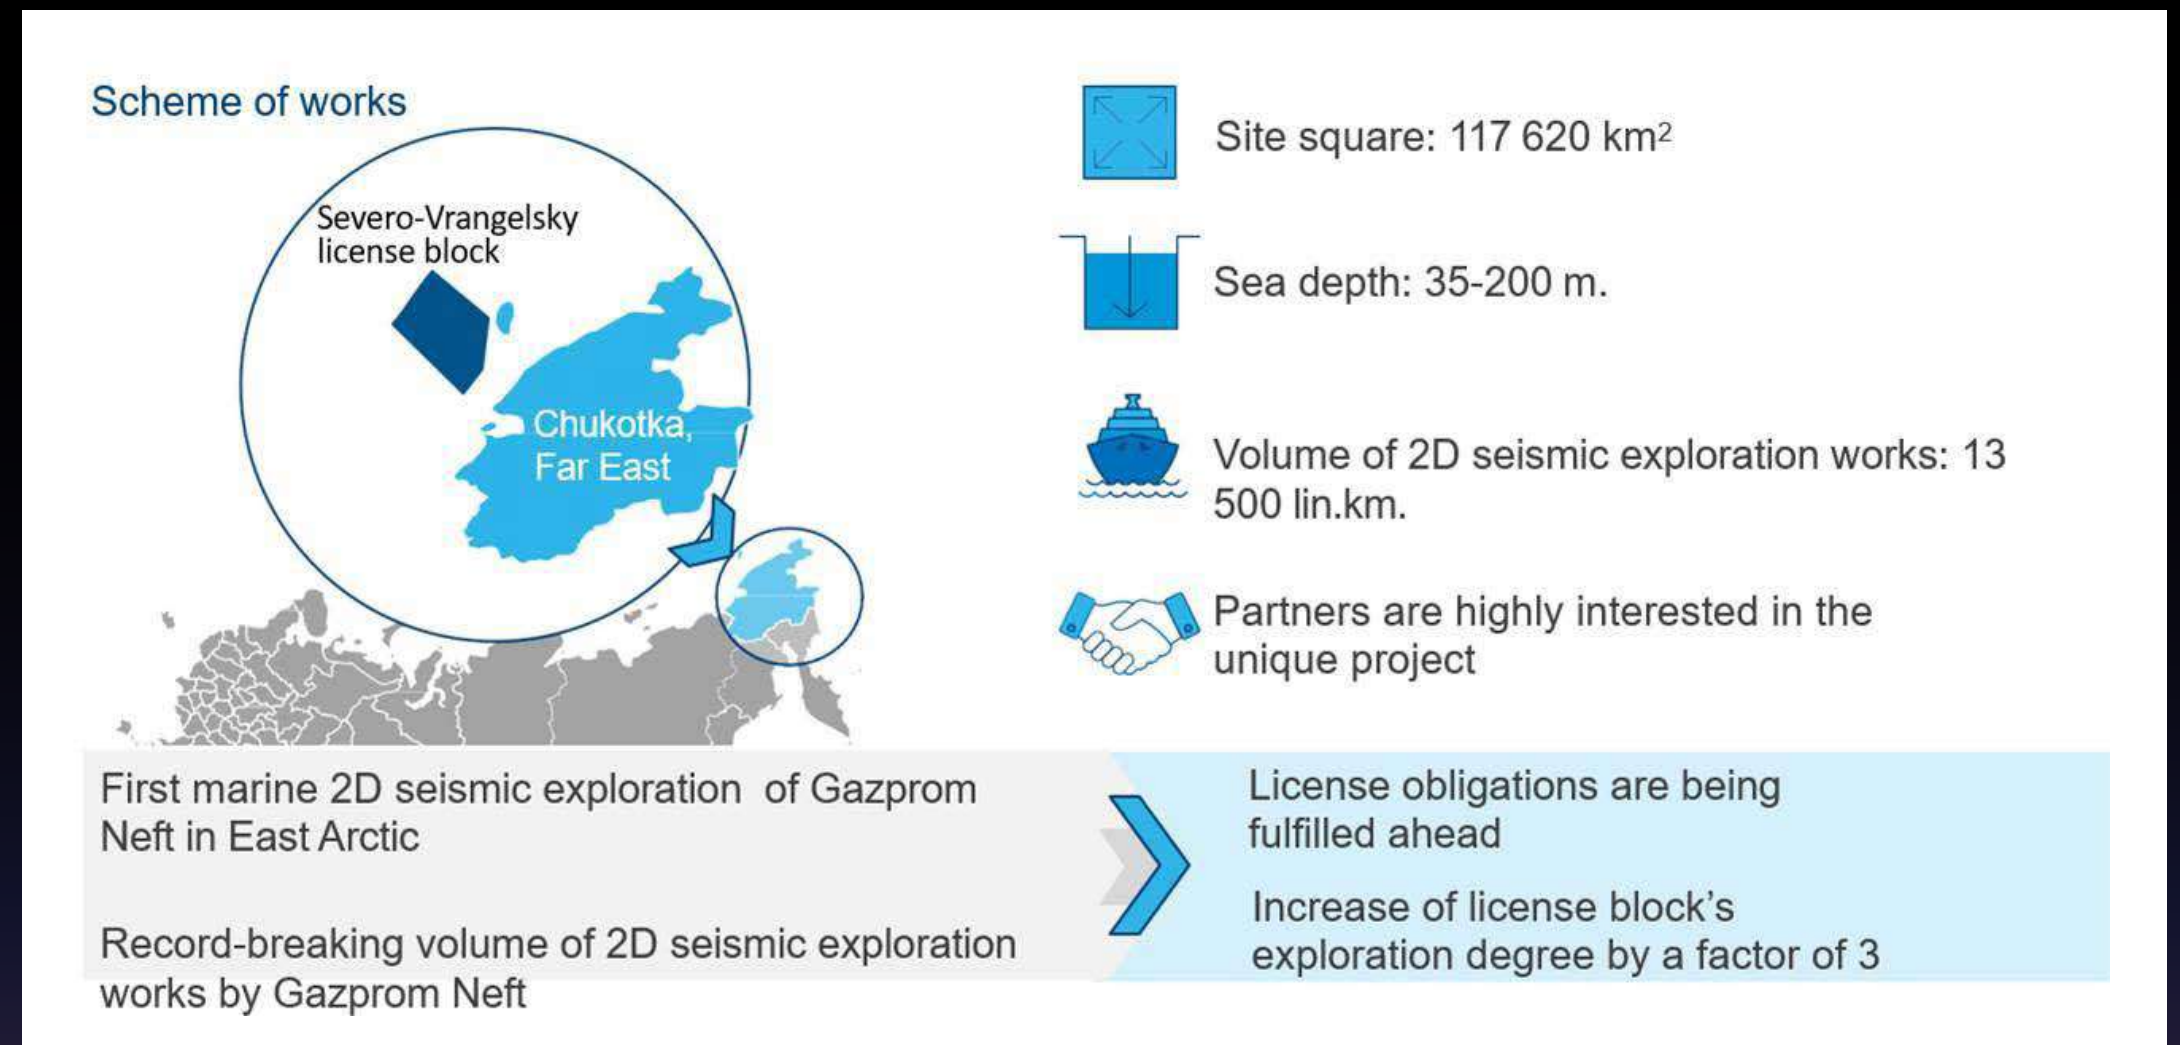 Scheme of works
Severo-Vrangelsky
license block
Chukotka,
Far East
Site square: 117 620 km²
Sea depth: 35-200 m.
Volume of 2D seismic exploration works: 13
500 lin.km.
Partners are highly interested in the
unique project
First marine 2D seismic exploration of Gazprom
Neft in East Arctic
Record-breaking volume of 2D seismic exploration
works by Gazprom Neft
License obligations are being
fulfilled ahead
Increase of license block’s
exploration degree by a factor of 3